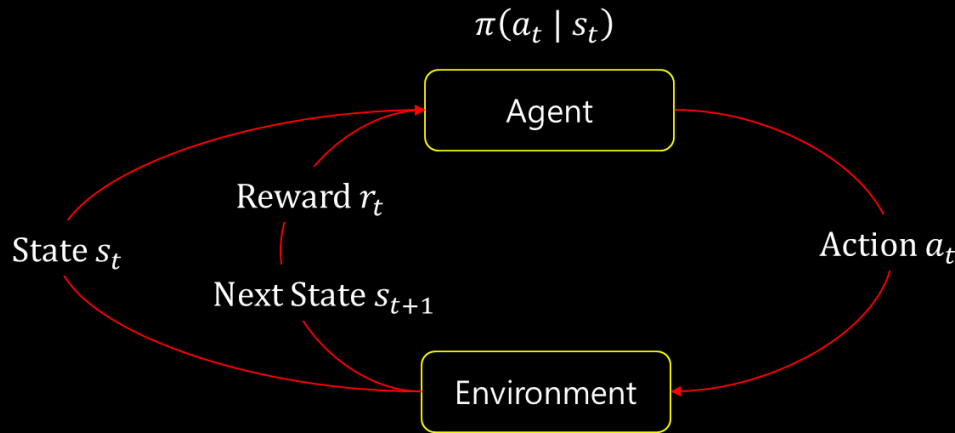 π(a_t | s_t)
Agent
Reward r_t
State s_t
Action a_t
Next State s_{t+1}
Environment